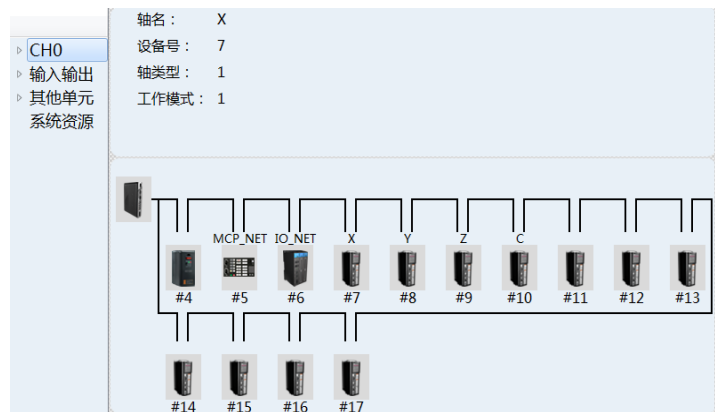 轴名： X
设备号： 7
轴类型： 1
工作模式： 1
CH0
输入输出
其他单元
系统资源
MCP_NET IO_NET X Y Z C
#4 #5 #6 #7 #8 #9 #10 #11 #12 #13
#14 #15 #16 #17